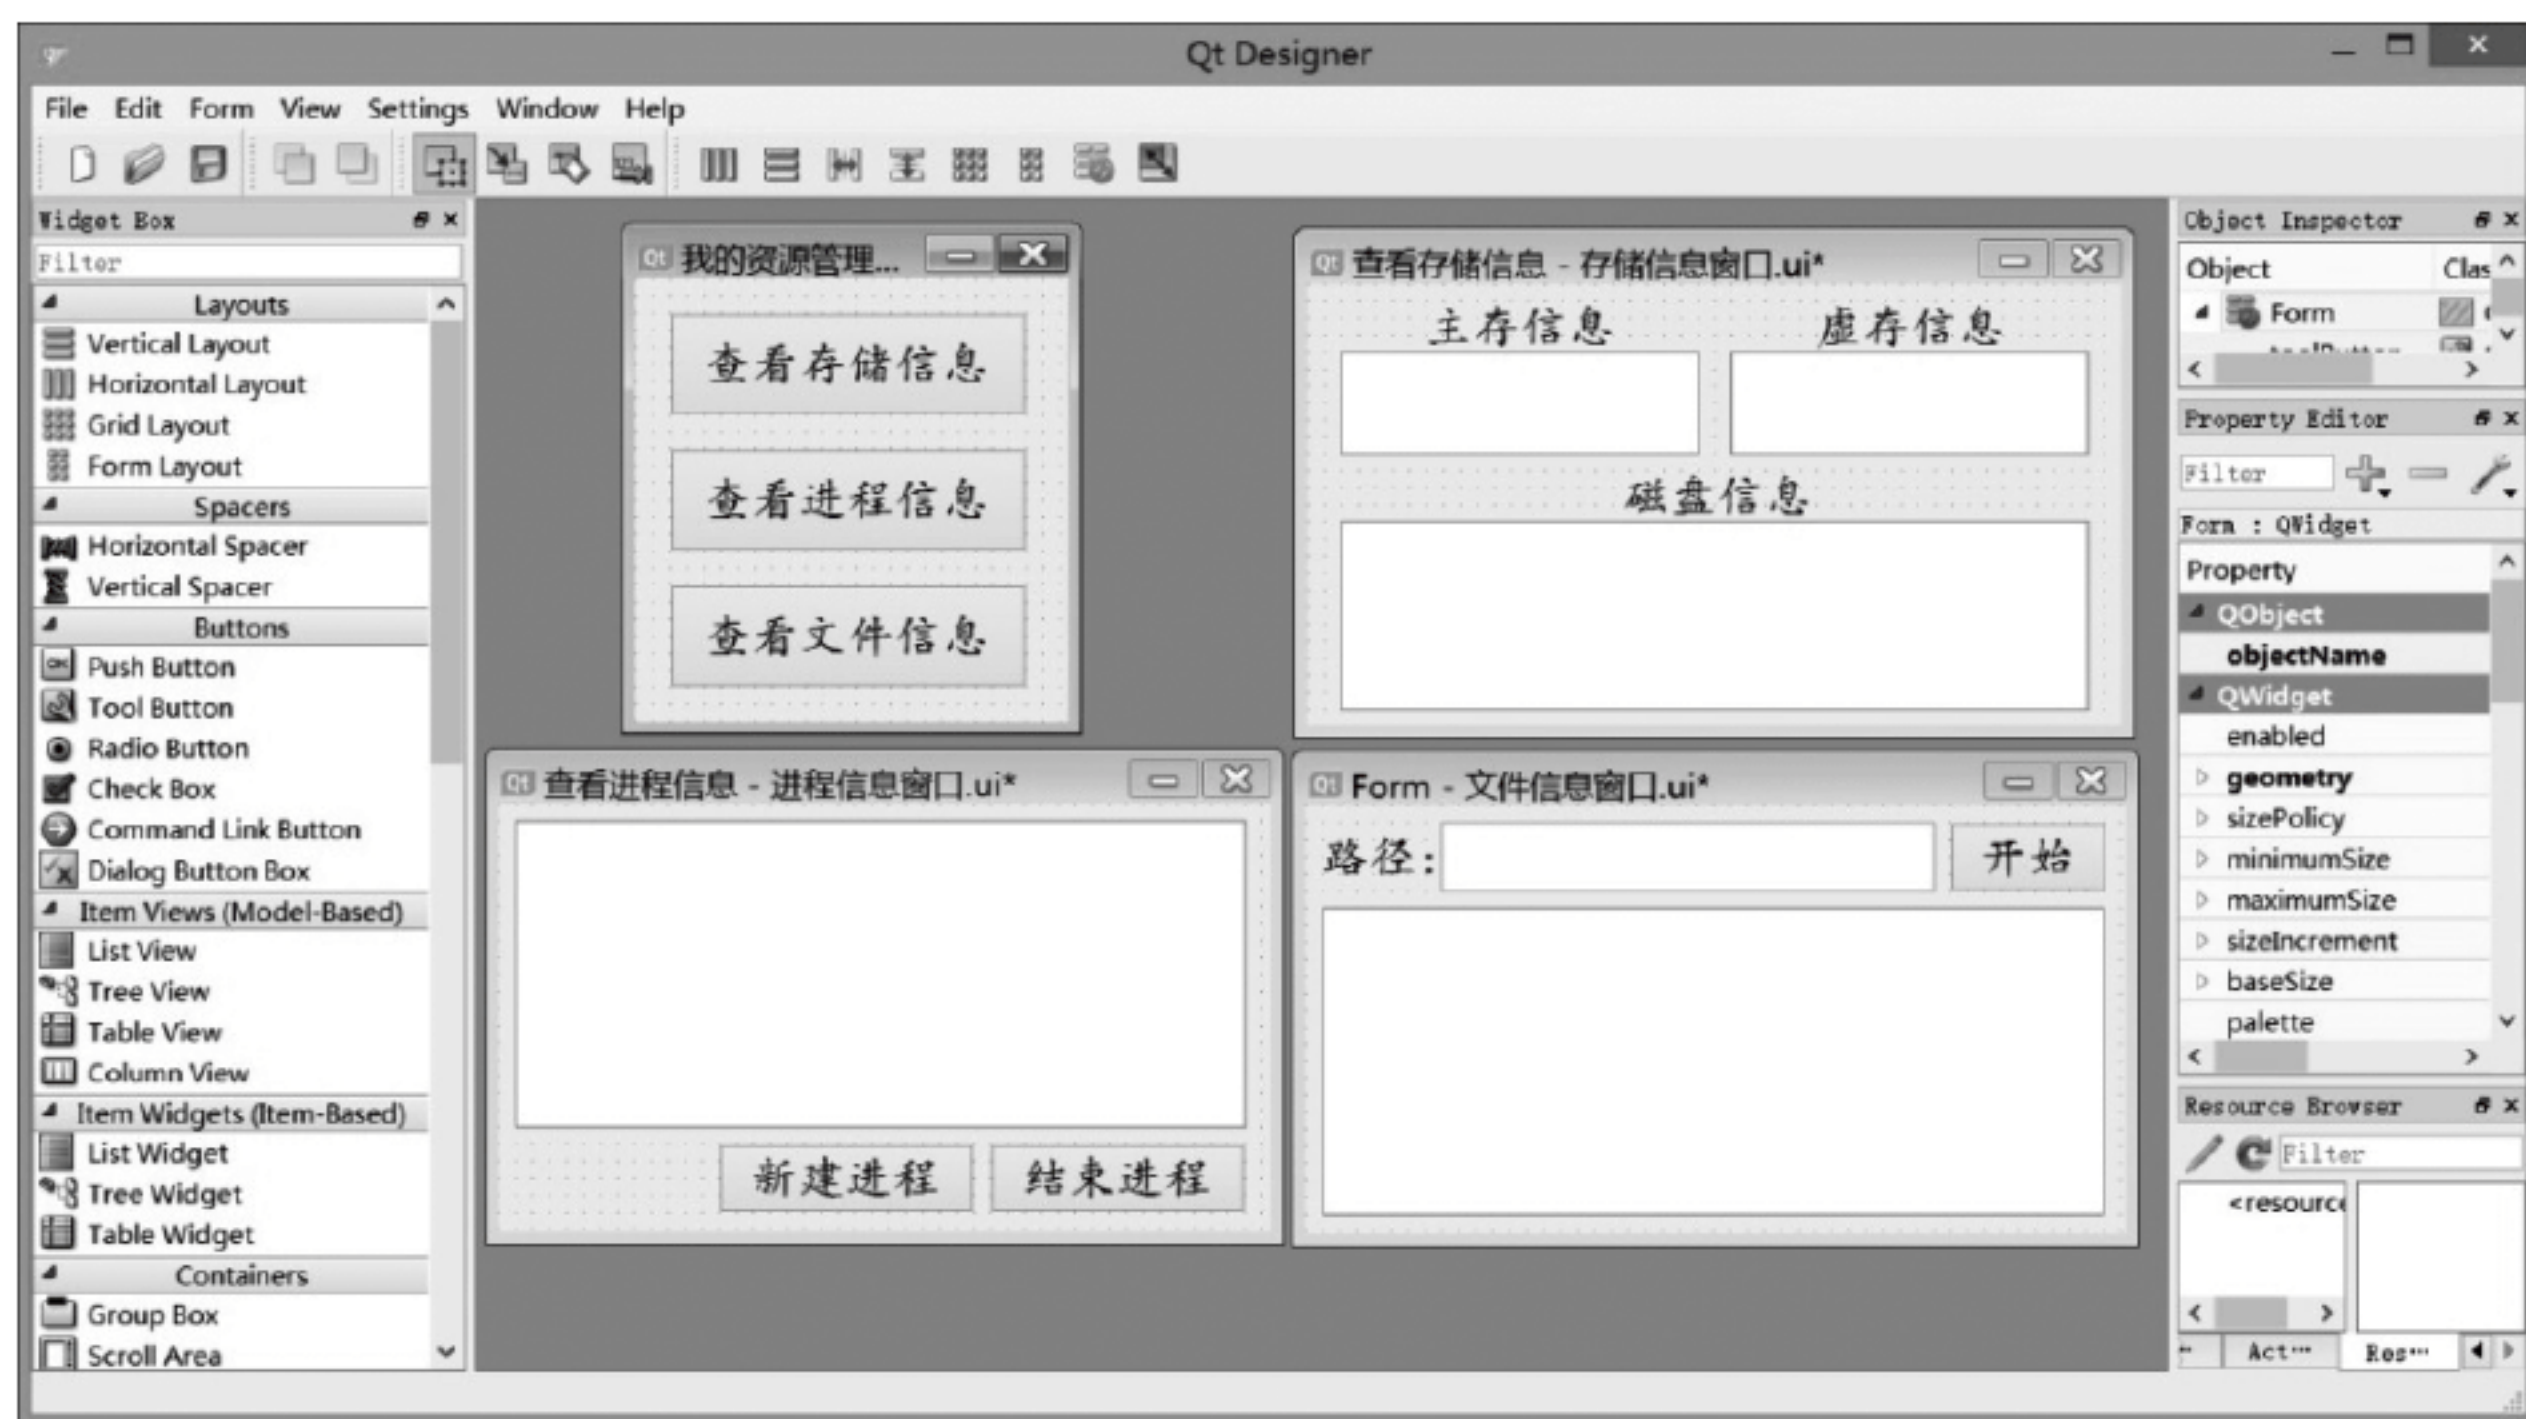 Qt Designer
File Edit Form View Settings Window Help
Widget Box
Filter
Layouts
Vertical Layout
Horizontal Layout
Grid Layout
Form Layout
Spacers
Horizontal Spacer
Vertical Spacer
Buttons
Push Button
Tool Button
Radio Button
Check Box
Command Link Button
Dialog Button Box
Item Views (Model-Based)
List View
Tree View
Table View
Column View
Item Widgets (Item-Based)
List Widget
Tree Widget
Table Widget
Containers
Group Box
Scroll Area
Qt 我的资源管理...
查看存储信息
查看进程信息
查看文件信息
Qt 查看存储信息 - 存储信息窗口.ui*
主存信息 虚存信息
磁盘信息
Qt 查看进程信息 - 进程信息窗口.ui*
新建进程 结束进程
Qt Form - 文件信息窗口.ui*
路径: 开始
Object Inspector
Object Clas
Form
Property Editor
Filter
Form : QWidget
Property
QObject
objectName
QWidget
enabled
geometry
sizePolicy
minimumSize
maximumSize
sizeIncrement
baseSize
palette
Resource Browser
Filter
<resource
Act… Res…